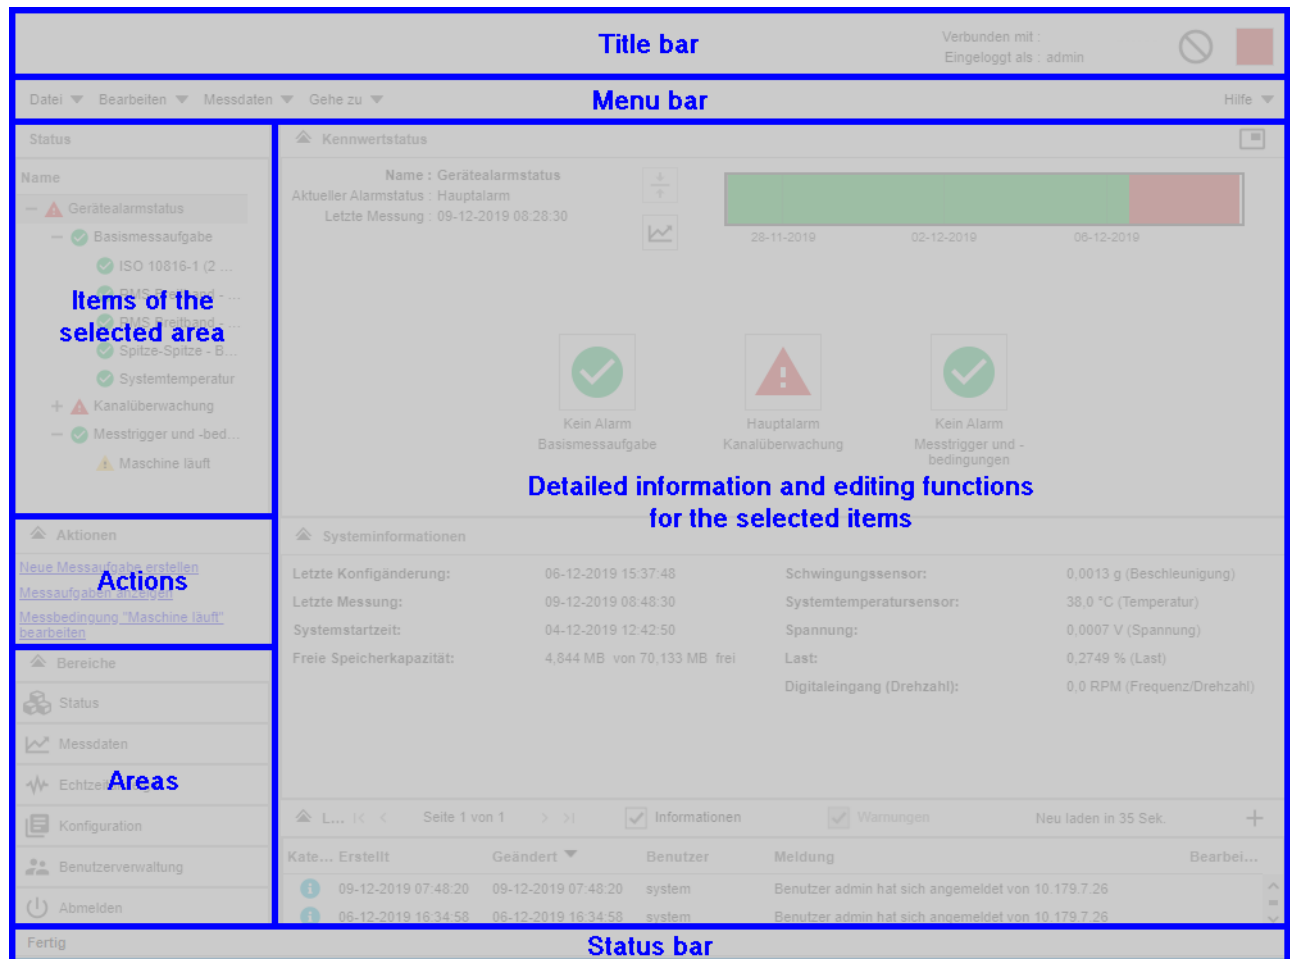 Title bar
Verbunden mit :
Eingeloggt als : admin
Datei Bearbeiten Messdaten Gehe zu
Menu bar
Hilfe
Status
Name
Gerätealarmstatus
Basismessaufgabe
ISO 10816-1 (2 ...
RMS Breitband - ...
RMS Breitband - ...
Spitze-Spitze - B...
Systemtemperatur
Kanalüberwachung
Messtrigger und -bed...
Maschine läuft
Items of the
selected area
Kennwertstatus
Name : Gerätealarmstatus
Aktueller Alarmstatus : Hauptalarm
Letzte Messung : 09-12-2019 08:28:30
28-11-2019 02-12-2019 06-12-2019
Kein Alarm Hauptalarm Kein Alarm
Basismessaufgabe Kanalüberwachung Messtrigger und -
bedingungen
Detailed information and editing functions
for the selected items
Aktionen
Neue Messaufgabe erstellen
Messaufgaben anzeigen
Messbedingung "Maschine läuft"
bearbeiten
Actions
Systeminformationen
Letzte Konfigänderung: 06-12-2019 15:37:48 Schwingungssensor: 0,0013 g (Beschleunigung)
Letzte Messung: 09-12-2019 08:48:30 Systemtemperatursensor: 38,0 °C (Temperatur)
Systemstartzeit: 04-12-2019 12:42:50 Spannung: 0,0007 V (Spannung)
Freie Speicherkapazität: 4,844 MB von 70,133 MB frei Last: 0,2749 % (Last)
Digitaleingang (Drehzahl): 0,0 RPM (Frequenz/Drehzahl)
Bereiche
Status
Messdaten
Areas
Konfiguration
Benutzerverwaltung
Abmelden
L... Seite 1 von 1 Informationen Warnungen Neu laden in 35 Sek.
Kate... Erstellt Geändert Benutzer Meldung Bearbei...
09-12-2019 07:48:20 09-12-2019 07:48:20 system Benutzer admin hat sich angemeldet von 10.179.7.26
06-12-2019 16:34:58 06-12-2019 16:34:58 system Benutzer admin hat sich angemeldet von 10.179.7.26
Fertig
Status bar